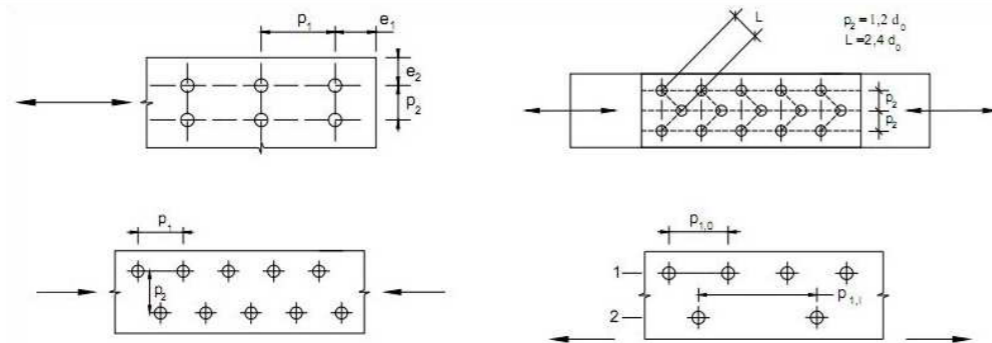 p₁
e₁
e₂
p₂
L
p₂ = 1,2 d₀
L = 2,4 d₀
p₂
p₂
p₁
p₂
p₁,₀
1
p₁,ᵢ
2